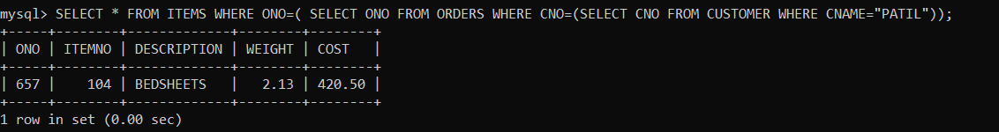 mysql> SELECT * FROM ITEMS WHERE ONO=( SELECT ONO FROM ORDERS WHERE CNO=(SELECT CNO FROM CUSTOMER WHERE CNAME="PATIL"));
+-----+--------+-------------+--------+--------+
| ONO | ITEMNO | DESCRIPTION | WEIGHT | COST   |
+-----+--------+-------------+--------+--------+
| 657 |    104 | BEDSHEETS   |   2.13 | 420.50 |
+-----+--------+-------------+--------+--------+
1 row in set (0.00 sec)